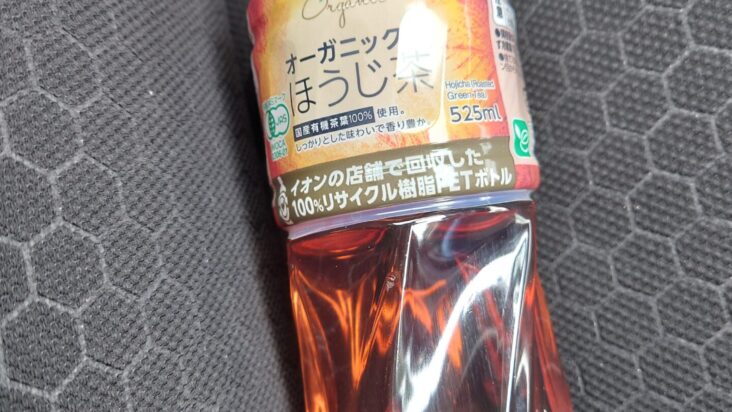 Organic
オーガニック
ほうじ茶
Hojicha (Roasted
Green Tea)
525ml
JAS
国産有機茶葉100%使用。
しっかりとした味わいで香り豊か。
イオンの店舗で回収した
100%リサイクル樹脂PETボトル